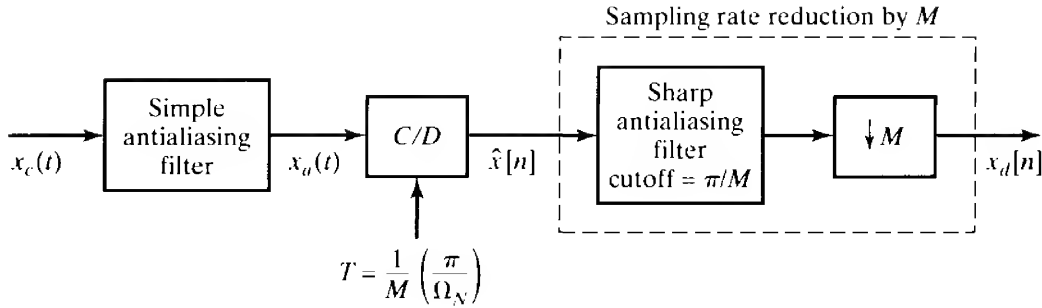 Sampling rate reduction by M
Simple
antialiasing
filter
C/D
Sharp
antialiasing
filter
cutoff = π/M
↓ M
x_c(t)
x_a(t)
x̂[n]
x_d[n]
T = 1/M (π/Ω_N)